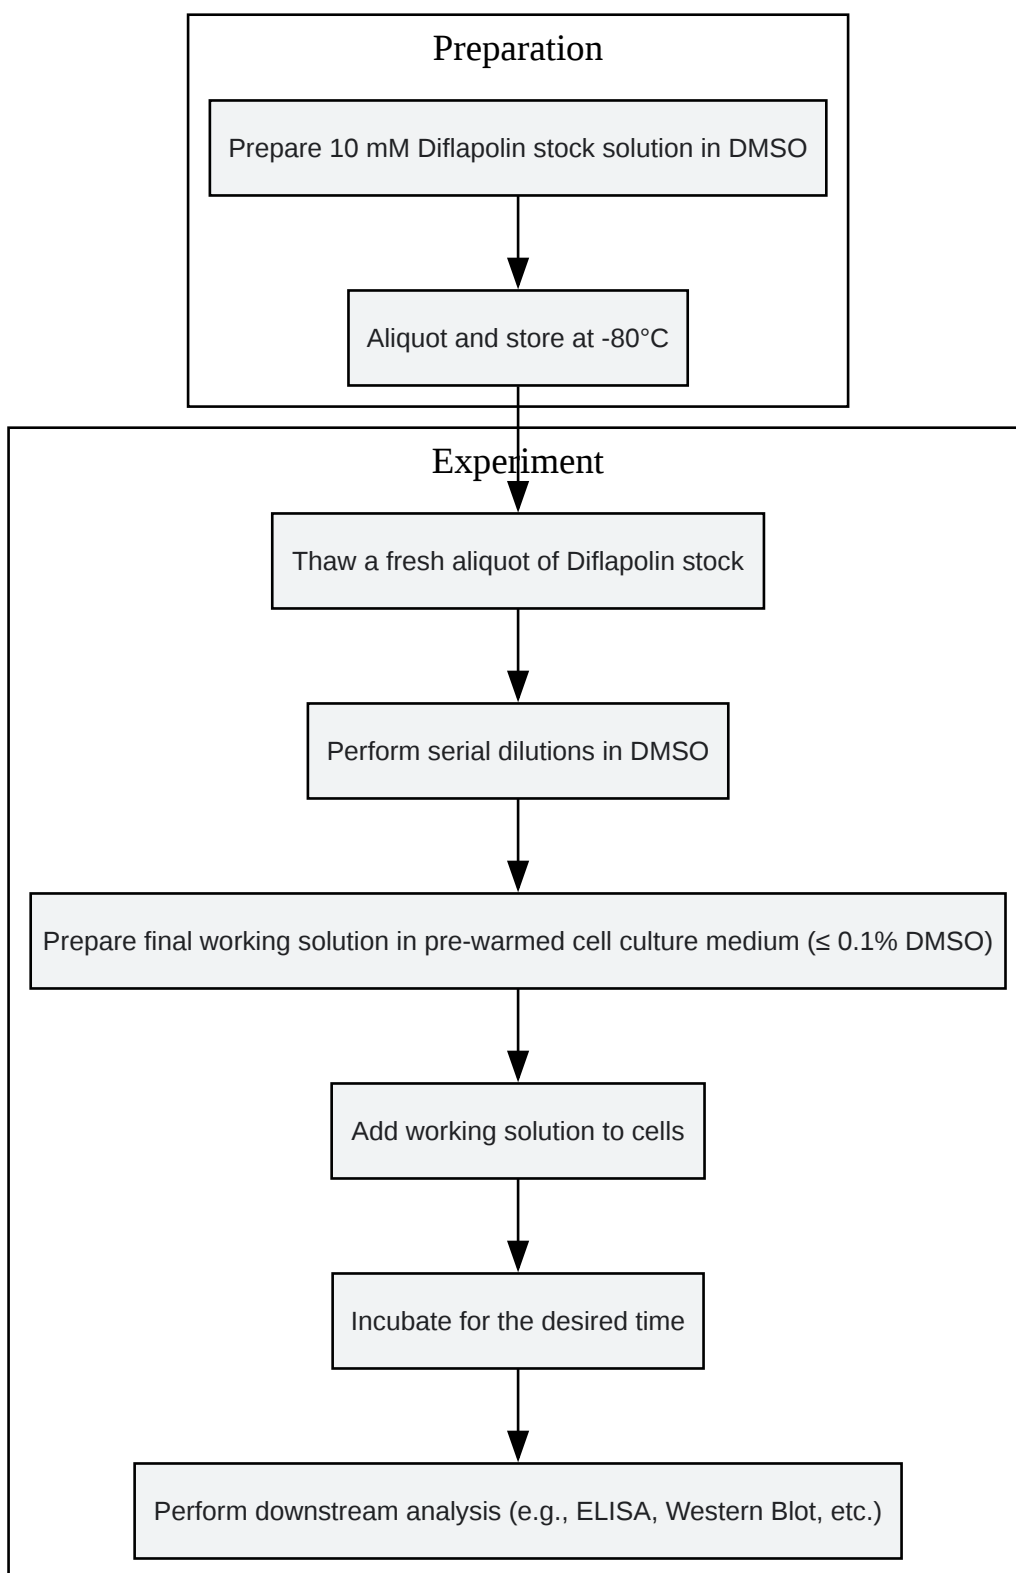 Preparation
Prepare 10 mM Diflapolin stock solution in DMSO
Aliquot and store at -80°C
Experiment
Thaw a fresh aliquot of Diflapolin stock
Perform serial dilutions in DMSO
Prepare final working solution in pre-warmed cell culture medium (≤ 0.1% DMSO)
Add working solution to cells
Incubate for the desired time
Perform downstream analysis (e.g., ELISA, Western Blot, etc.)